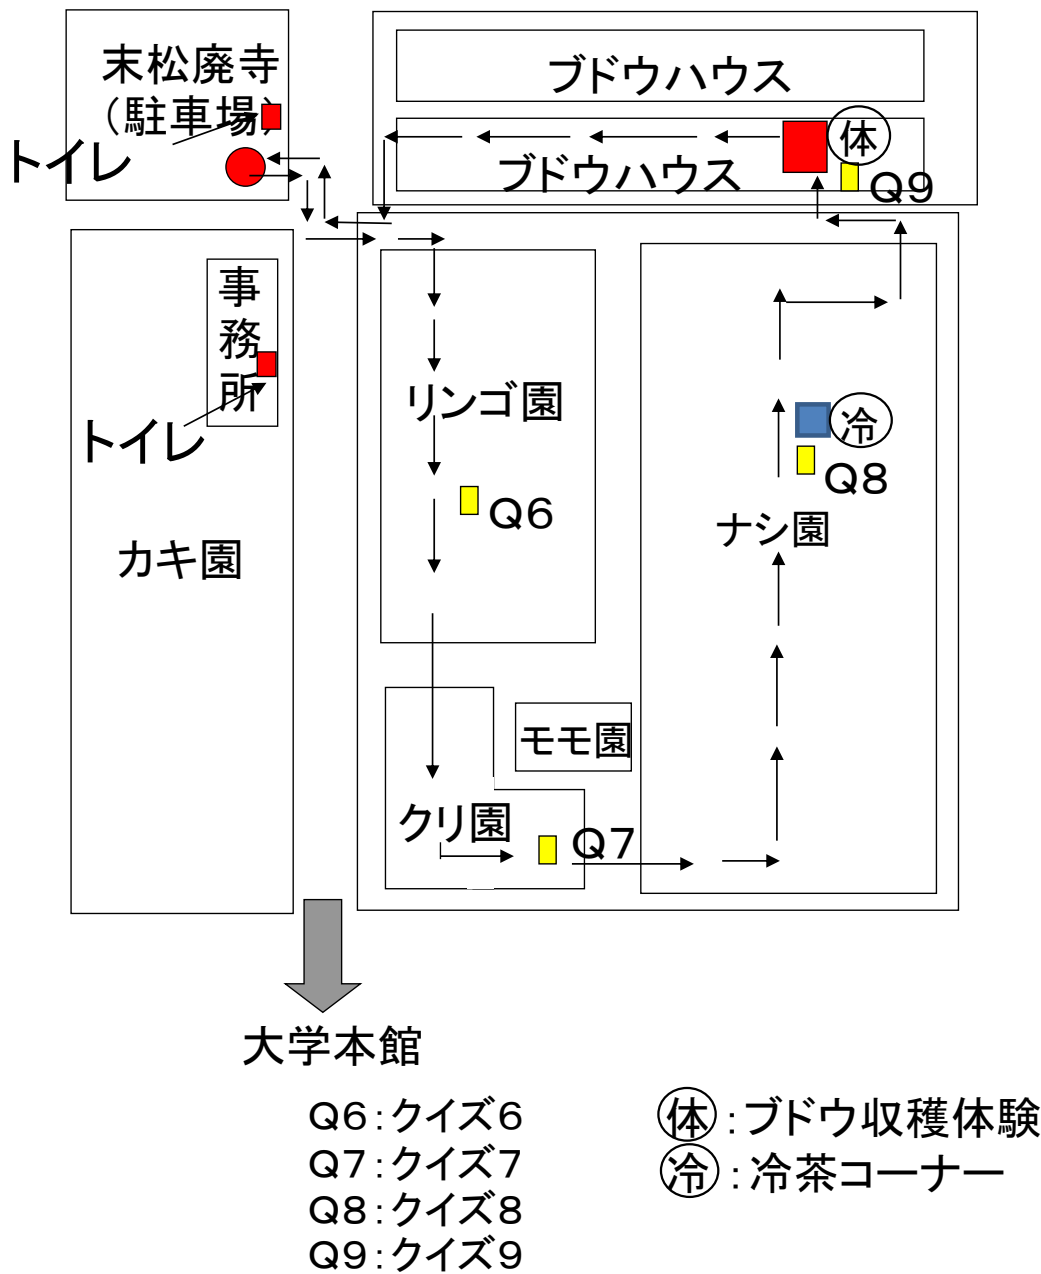 末松廃寺
（駐車場）
トイレ
ブドウハウス
ブドウハウス
体
Q9
事務所
トイレ
カキ園
リンゴ園
Q6
冷
Q8
ナシ園
モモ園
クリ園
Q7
大学本館
Q6：クイズ6
Q7：クイズ7
Q8：クイズ8
Q9：クイズ9
体：ブドウ収穫体験
冷：冷茶コーナー